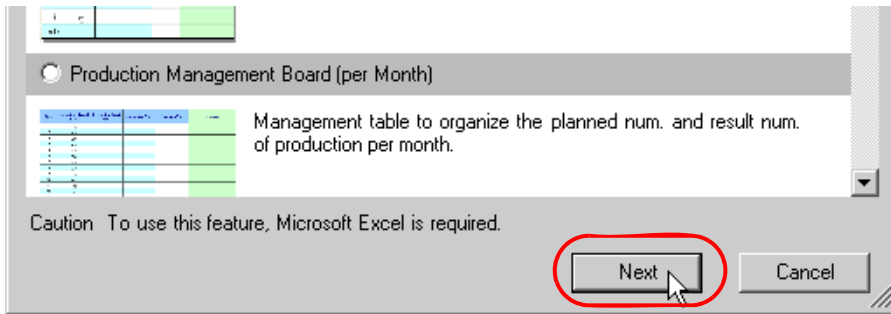 Production Management Board (per Month)
Management table to organize the planned num. and result num.
of production per month.
Caution To use this feature, Microsoft Excel is required.
Next
Cancel